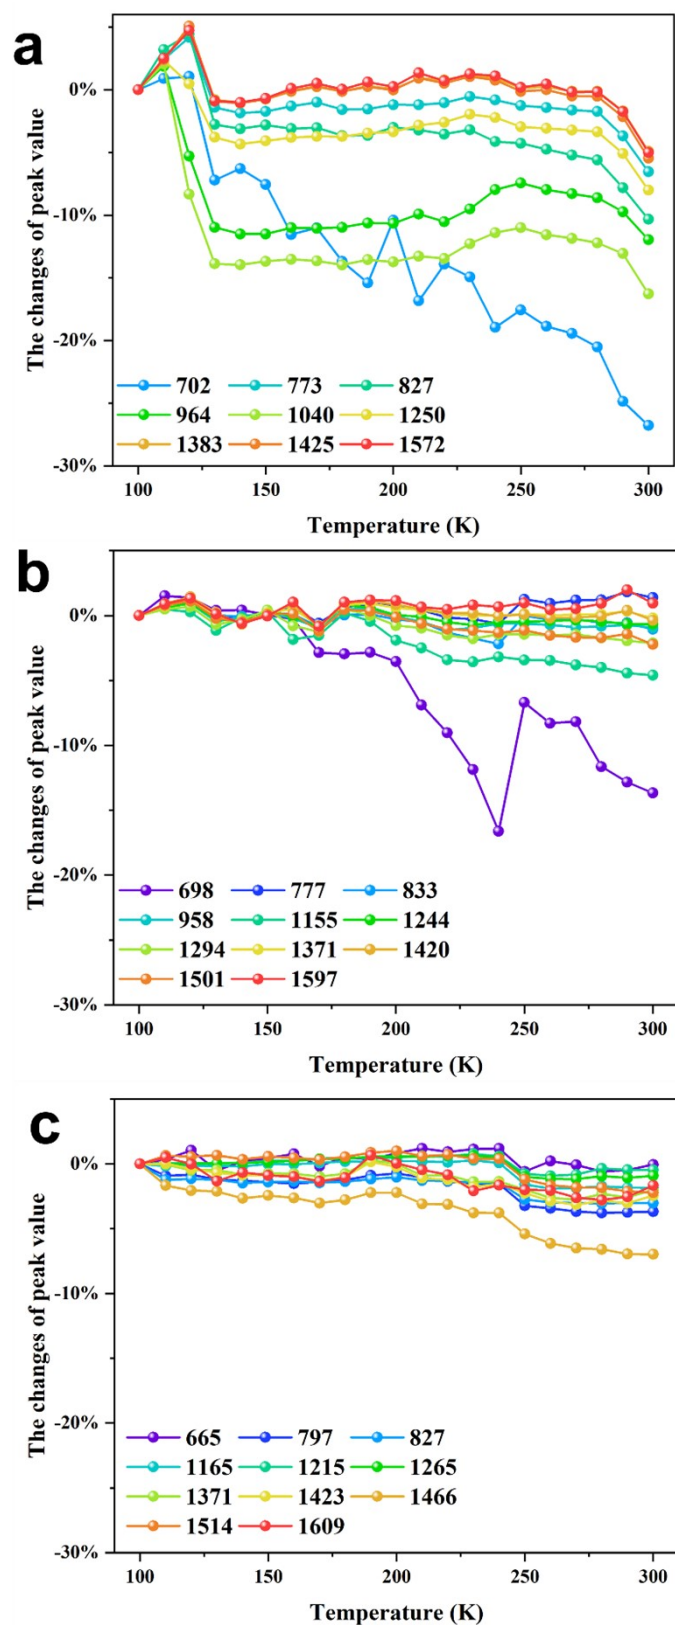 a
The changes of peak value
0%
-10%
-20%
-30%
702 773 827
964 1040 1250
1383 1425 1572
100 150 200 250 300
Temperature (K)
b
The changes of peak value
0%
-10%
-20%
-30%
698 777 833
958 1155 1244
1294 1371 1420
1501 1597
100 150 200 250 300
Temperature (K)
c
The changes of peak value
0%
-10%
-20%
-30%
665 797 827
1165 1215 1265
1371 1423 1466
1514 1609
100 150 200 250 300
Temperature (K)